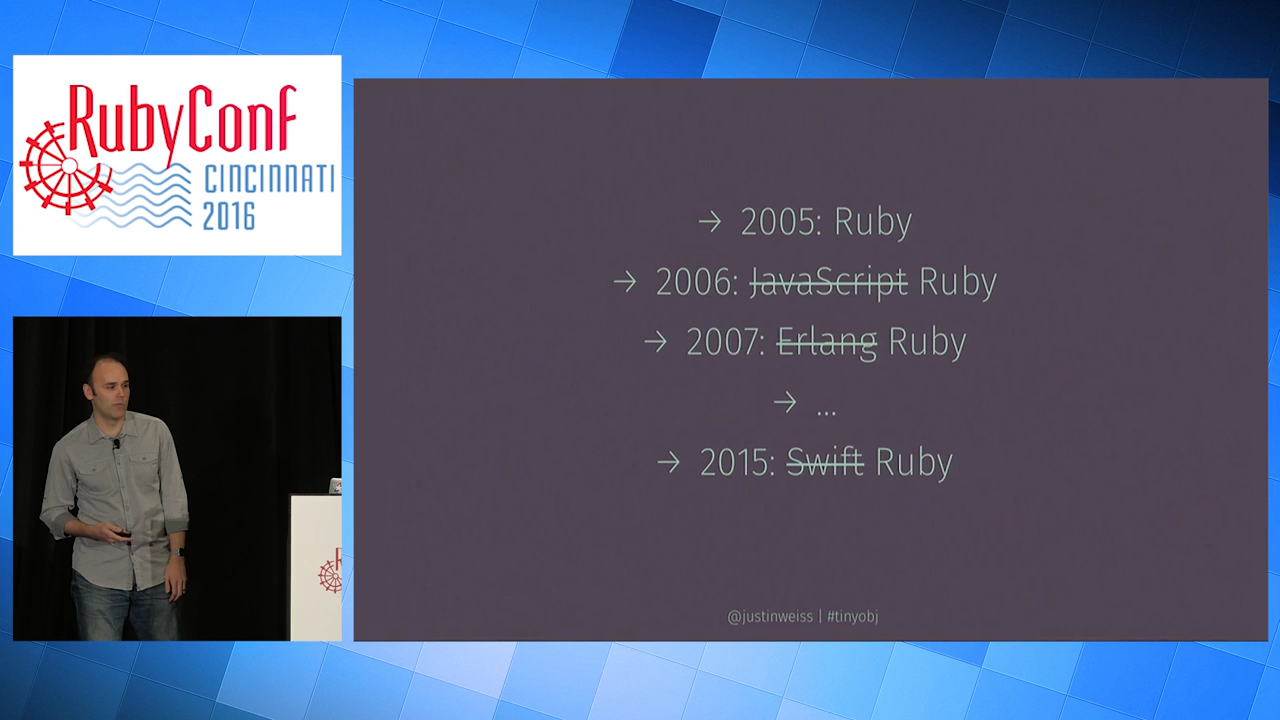 RubyConf
CINCINNATI
2016
→ 2005: Ruby
→ 2006: JavaScript Ruby
→ 2007: Erlang Ruby
→ ...
→ 2015: Swift Ruby
@justinweiss | #tinyobj